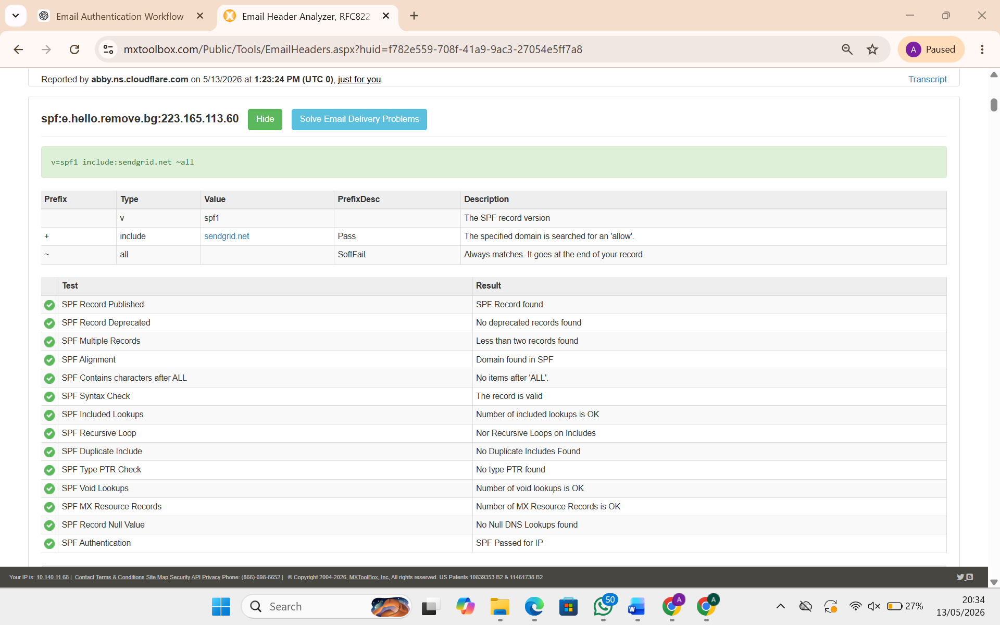 Email Authentication Workflow
Email Header Analyzer, RFC822
mxtoolbox.com/Public/Tools/EmailHeaders.aspx?huid=f782e559-708f-41a9-9ac3-27054e5ff7a8
A Paused
Reported by abby.ns.cloudflare.com on 5/13/2026 at 1:23:24 PM (UTC 0), just for you. Transcript
spf:e.hello.remove.bg:223.165.113.60 Hide Solve Email Delivery Problems
v=spf1 include:sendgrid.net ~all
Prefix Type Value PrefixDesc Description
v spf1 The SPF record version
+ include sendgrid.net Pass The specified domain is searched for an 'allow'.
~ all SoftFail Always matches. It goes at the end of your record.
Test Result
SPF Record Published SPF Record found
SPF Record Deprecated No deprecated records found
SPF Multiple Records Less than two records found
SPF Alignment Domain found in SPF
SPF Contains characters after ALL No items after 'ALL'.
SPF Syntax Check The record is valid
SPF Included Lookups Number of included lookups is OK
SPF Recursive Loop Nor Recursive Loops on Includes
SPF Duplicate Include No Duplicate Includes Found
SPF Type PTR Check No type PTR found
SPF Void Lookups Number of void lookups is OK
SPF MX Resource Records Number of MX Resource Records is OK
SPF Record Null Value No Null DNS Lookups found
SPF Authentication SPF Passed for IP
Your IP is: 10.140.11.68 | Contact Terms & Conditions Site Map Security API Privacy Phone: (866)-698-6652 | © Copyright 2004-2026, MXToolBox, Inc, All rights reserved. US Patents 10839353 B2 & 11461738 B2
Search
50
W
A
A
27%
20:34
13/05/2026